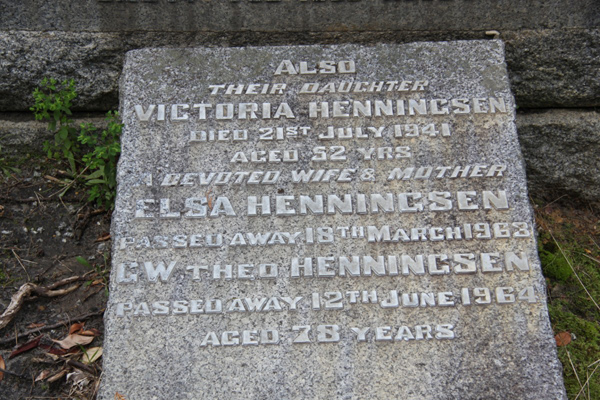 ALSO
THEIR DAUGHTER
VICTORIA HENNINGSEN
DIED 21ST JULY 1941
AGED 52 YRS
A DEVOTED WIFE & MOTHER
ELSA HENNINGSEN
PASSED AWAY 18TH MARCH 1963
C.W. THEO HENNINGSEN
PASSED AWAY 12TH JUNE 1964
AGED 78 YEARS